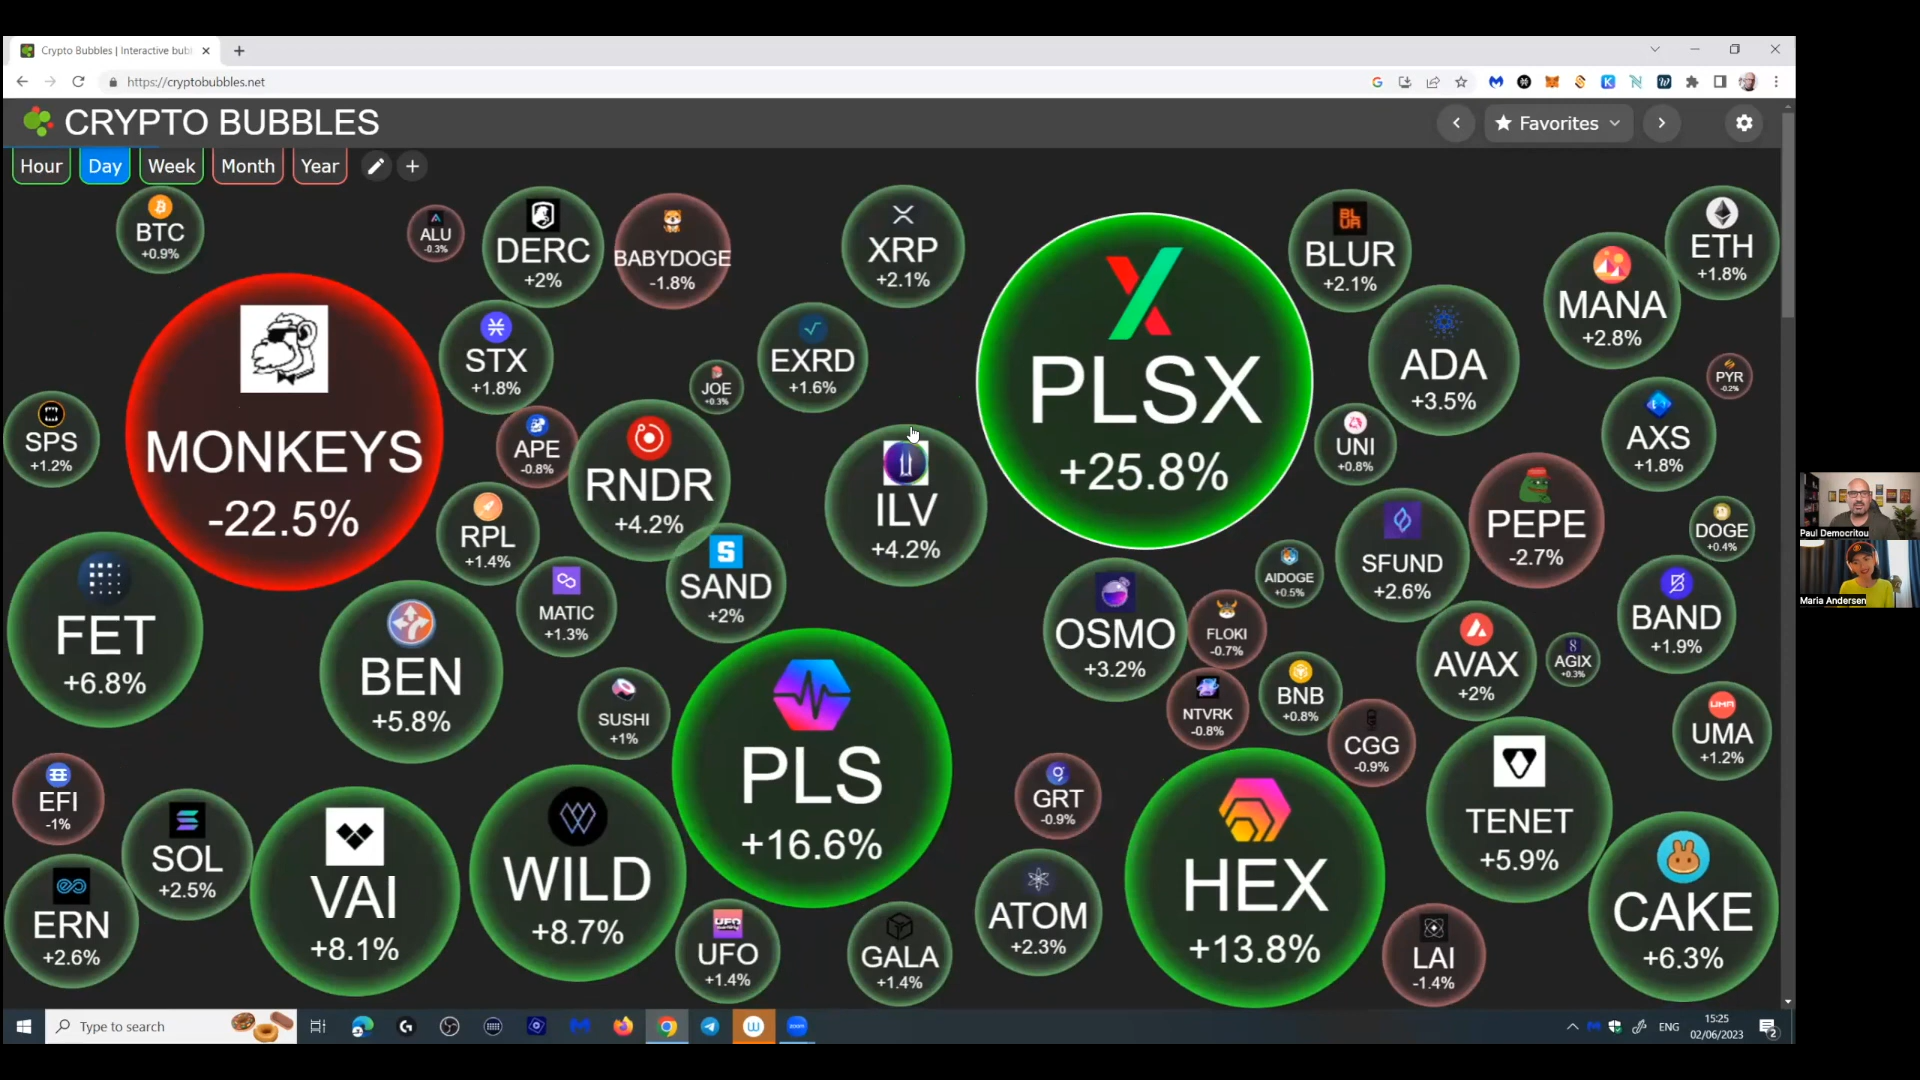 Crypto Bubbles | Interactive bub
https://cryptobubbles.net
CRYPTO BUBBLES
Favorites
Hour
Day
Week
Month
Year
BTC
+0.9%
ALU
-0.3%
DERC
+2%
BABYDOGE
-1.8%
XRP
+2.1%
PLSX
+25.8%
BLUR
+2.1%
MANA
+2.8%
ETH
+1.8%
MONKEYS
-22.5%
STX
+1.8%
JOE
+0.3%
EXRD
+1.6%
ADA
+3.5%
PYR
-0.2%
SPS
+1.2%
APE
-0.8%
RNDR
+4.2%
ILV
+4.2%
UNI
+0.8%
AXS
+1.8%
RPL
+1.4%
PEPE
-2.7%
DOGE
+0.4%
FET
+6.8%
BEN
+5.8%
MATIC
+1.3%
SAND
+2%
OSMO
+3.2%
AIDOGE
+0.5%
SFUND
+2.6%
FLOKI
-0.7%
BAND
+1.9%
AVAX
+2%
AGIX
+0.3%
SUSHI
+1%
PLS
+16.6%
NTVRK
-0.8%
BNB
+0.8%
CGG
-0.9%
UMA
UMA
+1.2%
EFI
-1%
GRT
-0.9%
HEX
+13.8%
TENET
+5.9%
SOL
+2.5%
VAI
+8.1%
WILD
+8.7%
ERN
+2.6%
UFO
UFO
+1.4%
GALA
+1.4%
ATOM
+2.3%
LAI
-1.4%
CAKE
+6.3%
Paul Democritou
Maria Andersen
Type to search
zoom
ENG
15:25
02/06/2023
2